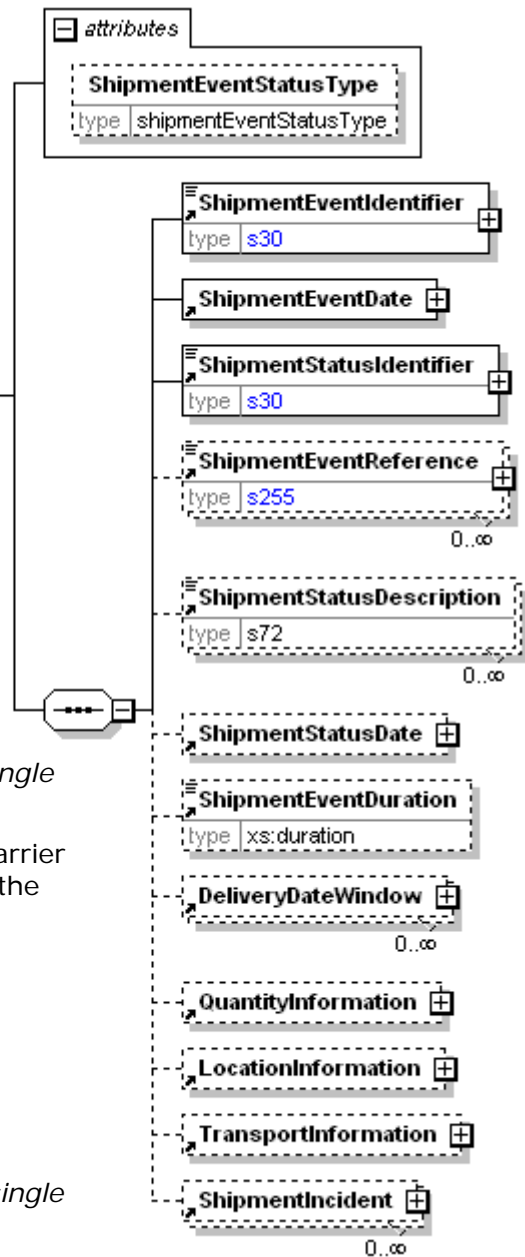 attributes
ShipmentEventStatusType
type shipmentEventStatusType
ShipmentEventIdentifier
type s30
ShipmentEventDate
ShipmentStatusIdentifier
type s30
ShipmentEventReference
type s255
0..∞
ShipmentStatusDescription
type s72
0..∞
ShipmentStatusDate
ShipmentEventDuration
type xs:duration
DeliveryDateWindow
0..∞
QuantityInformation
LocationInformation
TransportInformation
ShipmentIncident
0..∞
ngle
arrier
the
single